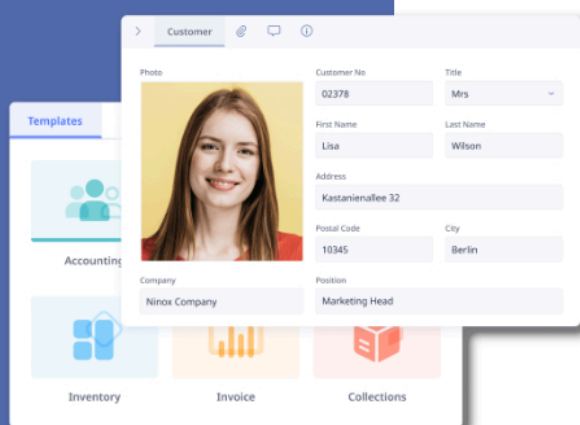 Customer
Photo
Customer No
Title
02378
Mrs
First Name
Last Name
Lisa
Wilson
Address
Kastanienallee 32
Postal Code
City
10345
Berlin
Company
Position
Ninox Company
Marketing Head
Templates
Accounting
Inventory
Invoice
Collections